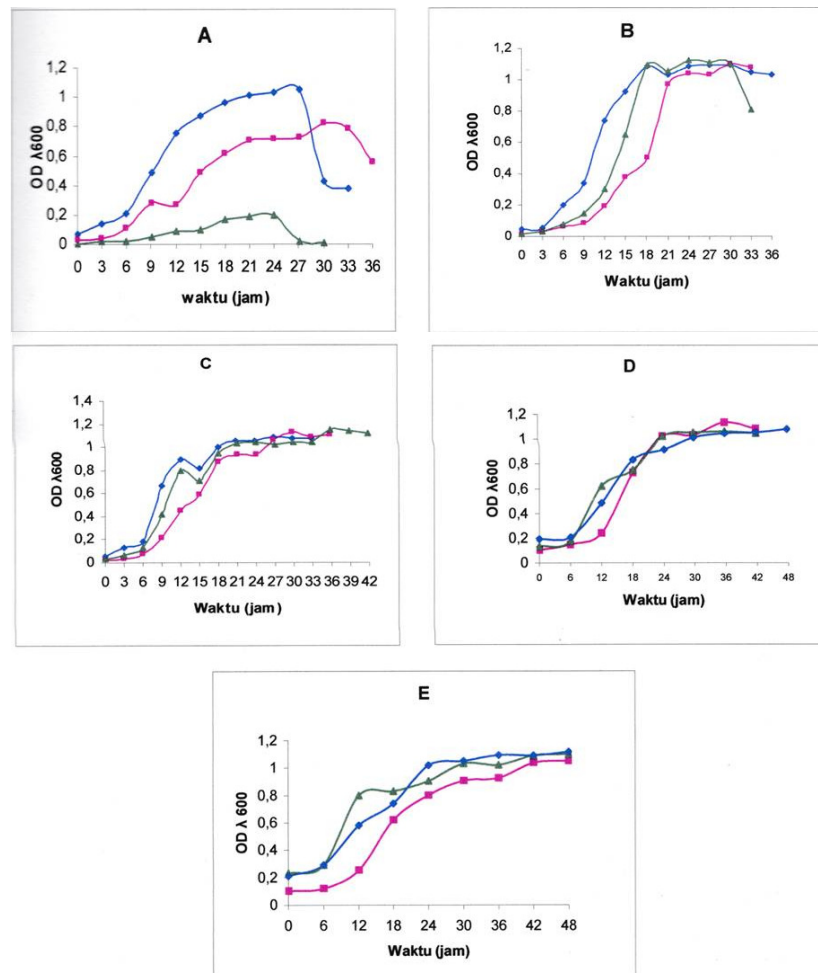 A
1,2
1
0,8
0,6
0,4
0,2
0
OD λ600
0 3 6 9 12 15 18 21 24 27 30 33 36
waktu (jam)
B
1,2
1
0,8
0,6
0,4
0,2
0
OD λ600
0 3 6 9 12 15 18 21 24 27 30 33 36
Waktu (jam)
C
1,4
1,2
1
0,8
0,6
0,4
0,2
0
OD λ600
0 3 6 9 12 15 18 21 24 27 30 33 36 39 42
Waktu (jam)
D
1,2
1
0,8
0,6
0,4
0,2
0
OD λ600
0 6 12 18 24 30 36 42 48
Waktu (jam)
E
1,2
1
0,8
0,6
0,4
0,2
0
OD λ 600
0 6 12 18 24 30 36 42 48
Waktu (jam)